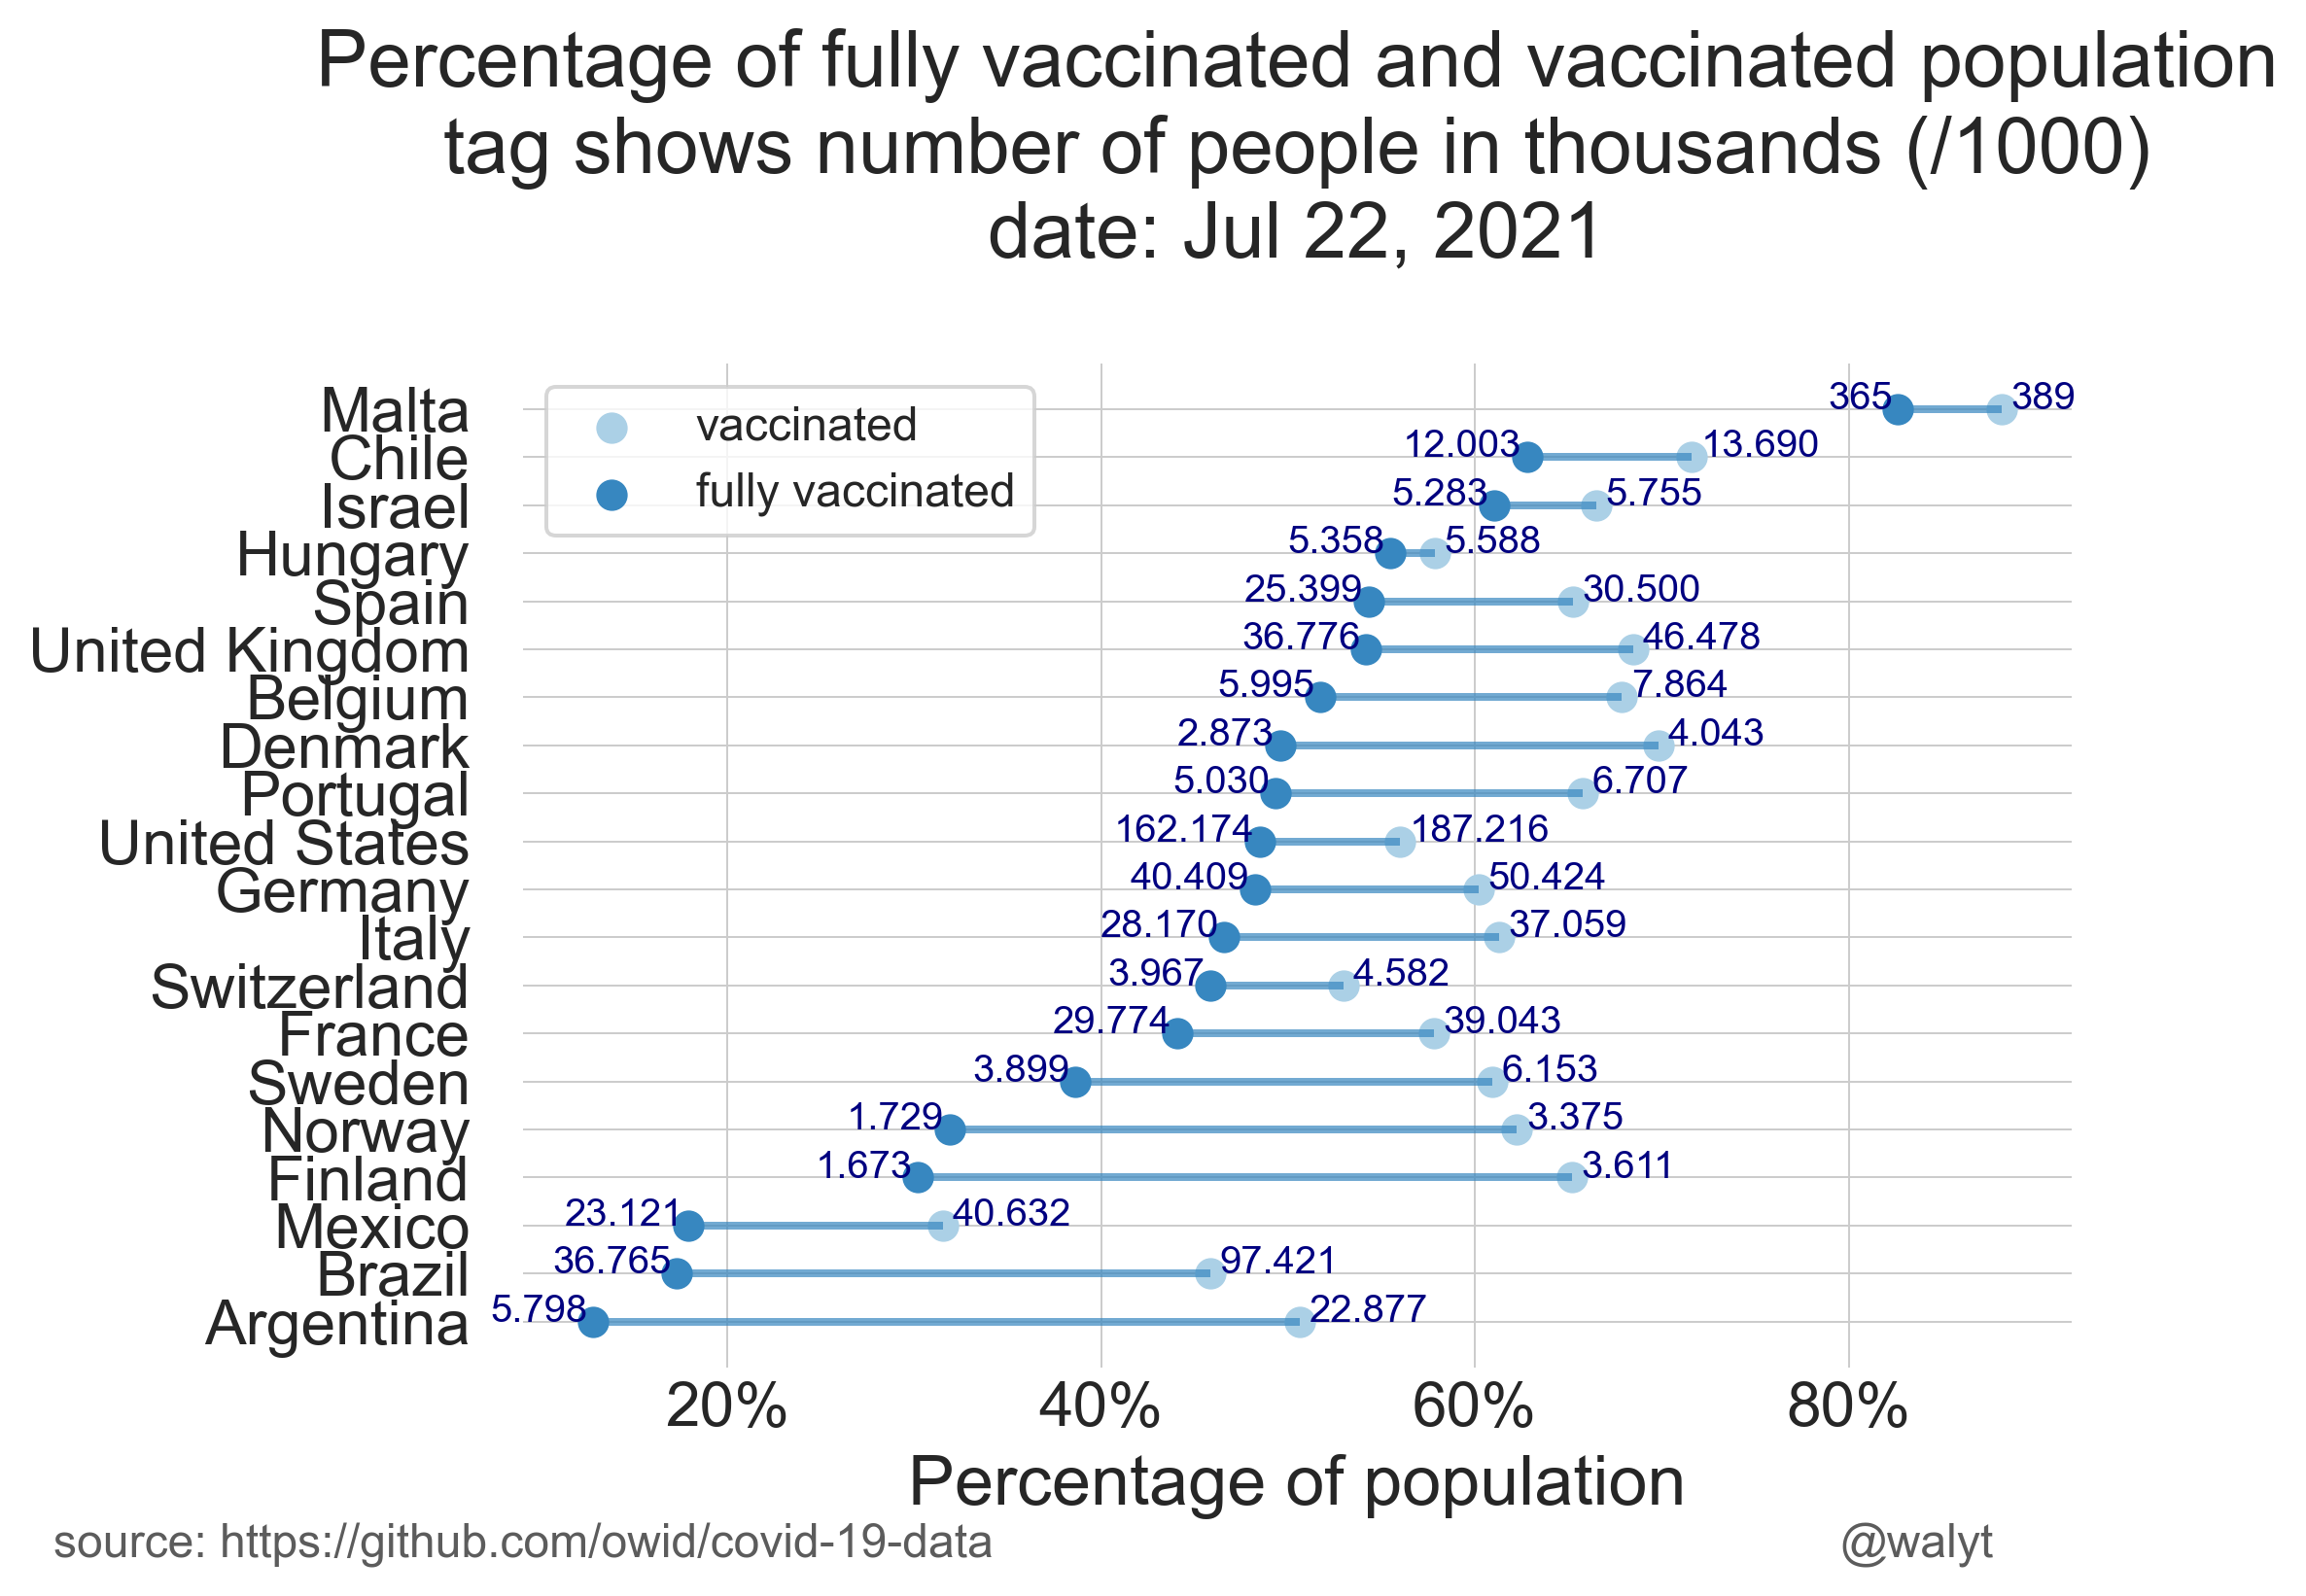 Percentage of fully vaccinated and vaccinated population
tag shows number of people in thousands (/1000)
date: Jul 22, 2021
vaccinated
fully vaccinated
Malta 365 389
Chile 12.003 13.690
Israel 5.283 5.755
Hungary 5.358 5.588
Spain 25.399 30.500
United Kingdom 36.776 46.478
Belgium 5.995 7.864
Denmark 2.873 4.043
Portugal 5.030 6.707
United States 162.174 187.216
Germany 40.409 50.424
Italy 28.170 37.059
Switzerland 3.967 4.582
France 29.774 39.043
Sweden 3.899 6.153
Norway 1.729 3.375
Finland 1.673 3.611
Mexico 23.121 40.632
Brazil 36.765 97.421
Argentina 5.798 22.877
20% 40% 60% 80%
Percentage of population
source: https://github.com/owid/covid-19-data @walyt